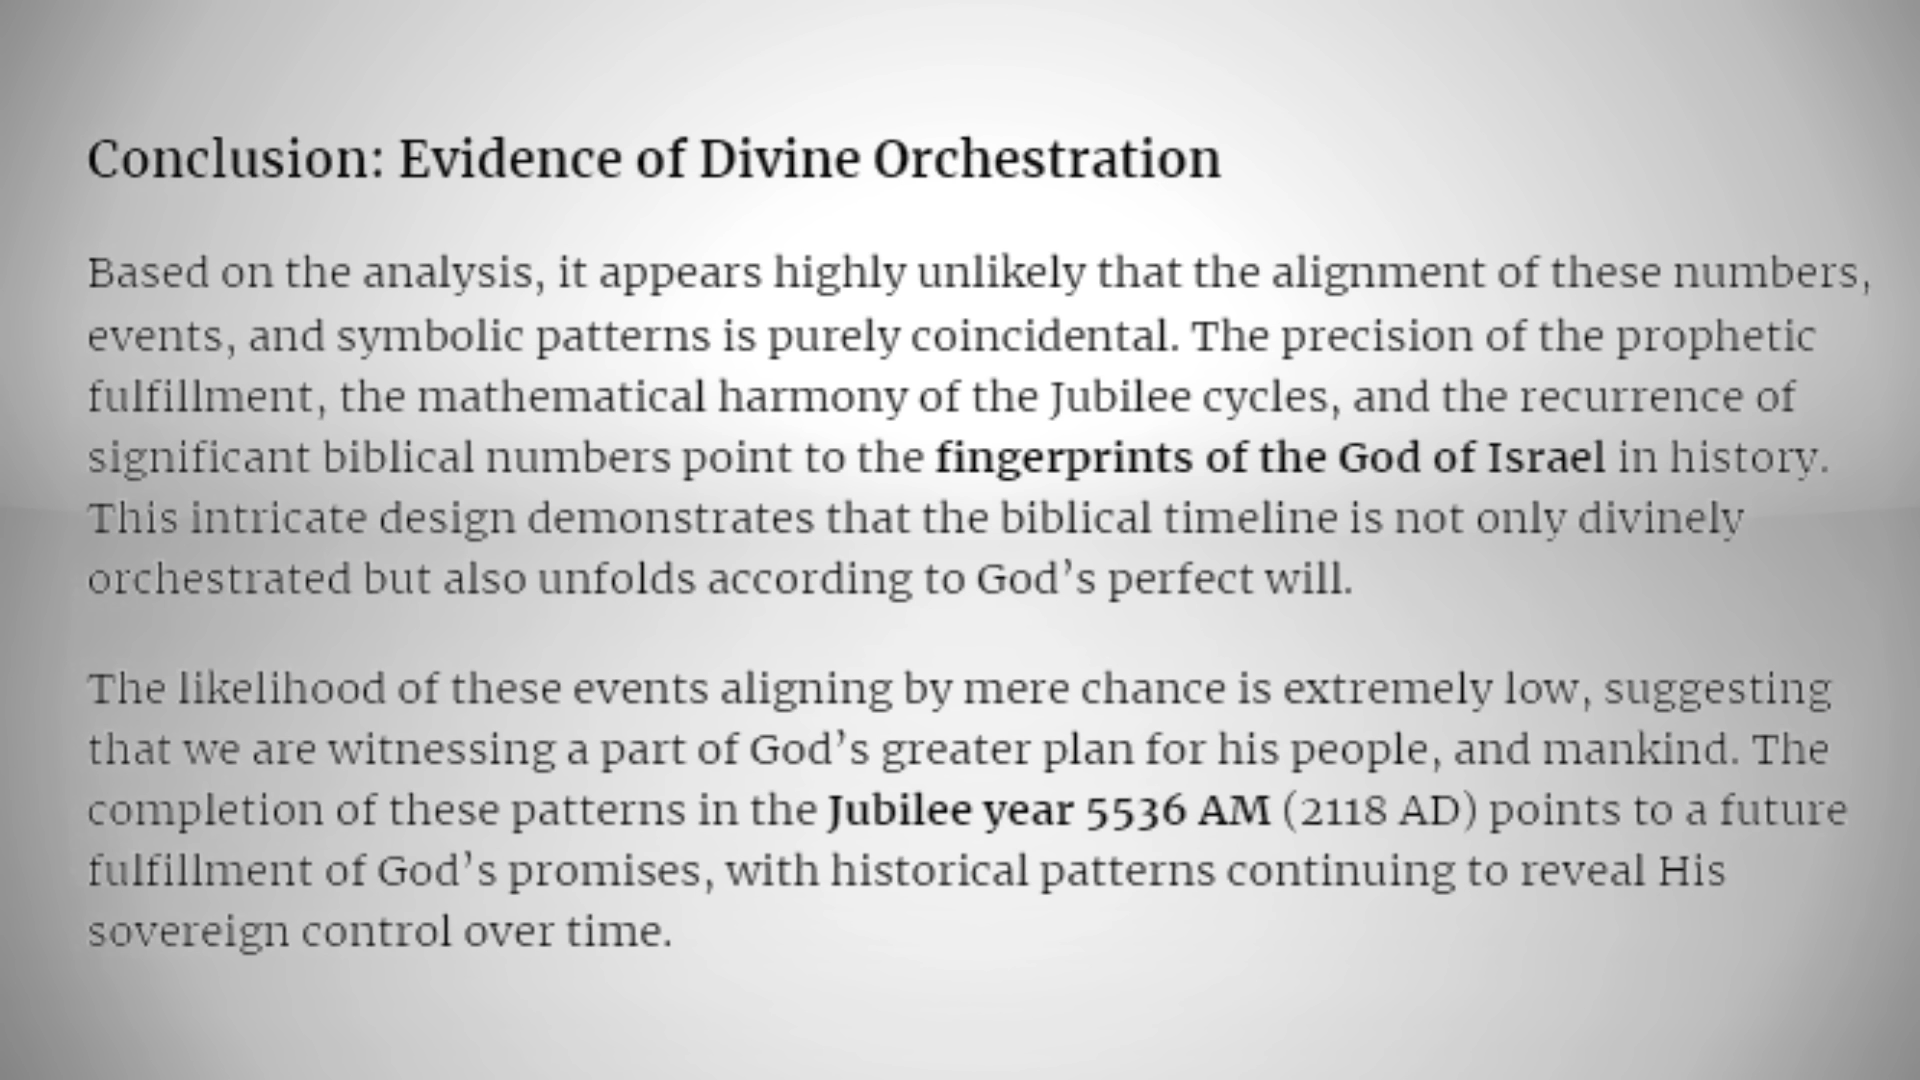 Conclusion: Evidence of Divine Orchestration
Based on the analysis, it appears highly unlikely that the alignment of these numbers,
events, and symbolic patterns is purely coincidental. The precision of the prophetic
fulfillment, the mathematical harmony of the Jubilee cycles, and the recurrence of
significant biblical numbers point to the fingerprints of the God of Israel in history.
This intricate design demonstrates that the biblical timeline is not only divinely
orchestrated but also unfolds according to God’s perfect will.
The likelihood of these events aligning by mere chance is extremely low, suggesting
that we are witnessing a part of God’s greater plan for his people, and mankind. The
completion of these patterns in the Jubilee year 5536 AM (2118 AD) points to a future
fulfillment of God’s promises, with historical patterns continuing to reveal His
sovereign control over time.